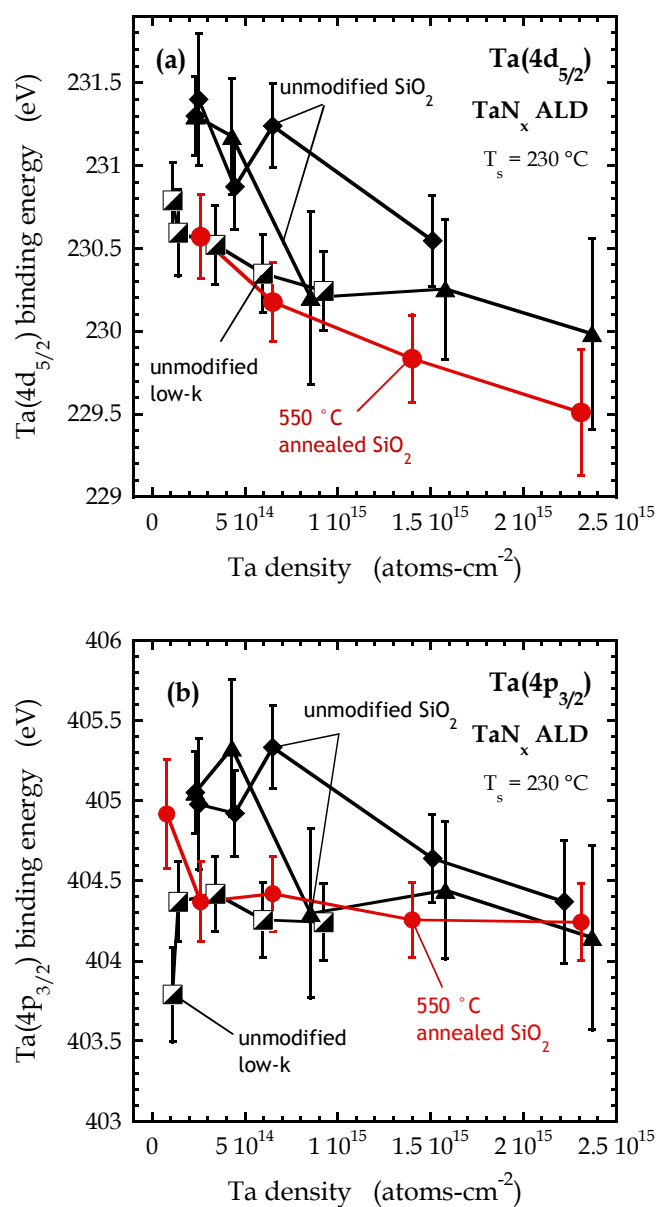 (a)
Ta(4d5/2)
TaNx ALD
Ts = 230 °C
unmodified SiO2
unmodified
low-k
550 °C
annealed SiO2
Ta(4d5/2) binding energy (eV)
231.5
231
230.5
230
229.5
229
0
5 10^14
1 10^15
1.5 10^15
2 10^15
2.5 10^15
Ta density (atoms-cm^-2)
(b)
Ta(4p3/2)
TaNx ALD
Ts = 230 °C
unmodified SiO2
550 °C
annealed SiO2
unmodified
low-k
Ta(4p3/2) binding energy (eV)
406
405.5
405
404.5
404
403.5
403
0
5 10^14
1 10^15
1.5 10^15
2 10^15
2.5 10^15
Ta density (atoms-cm^-2)